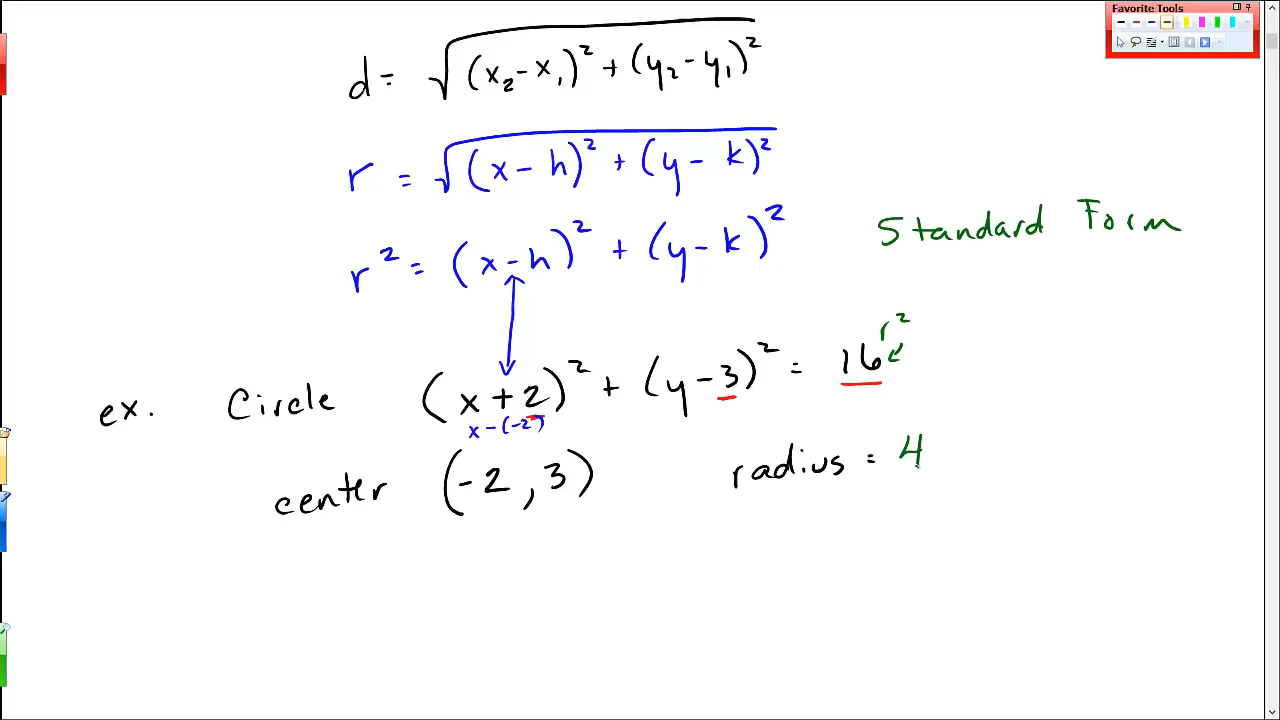 Favorite Tools
d = √(x₂ - x₁)² + (y₂ - y₁)²
r = √(x - h)² + (y - k)²
r² = (x - h)² + (y - k)² Standard Form
r²
ex. Circle (x + 2)² + (y - 3)² = 16
x - (-2)
center (-2, 3) radius = 4